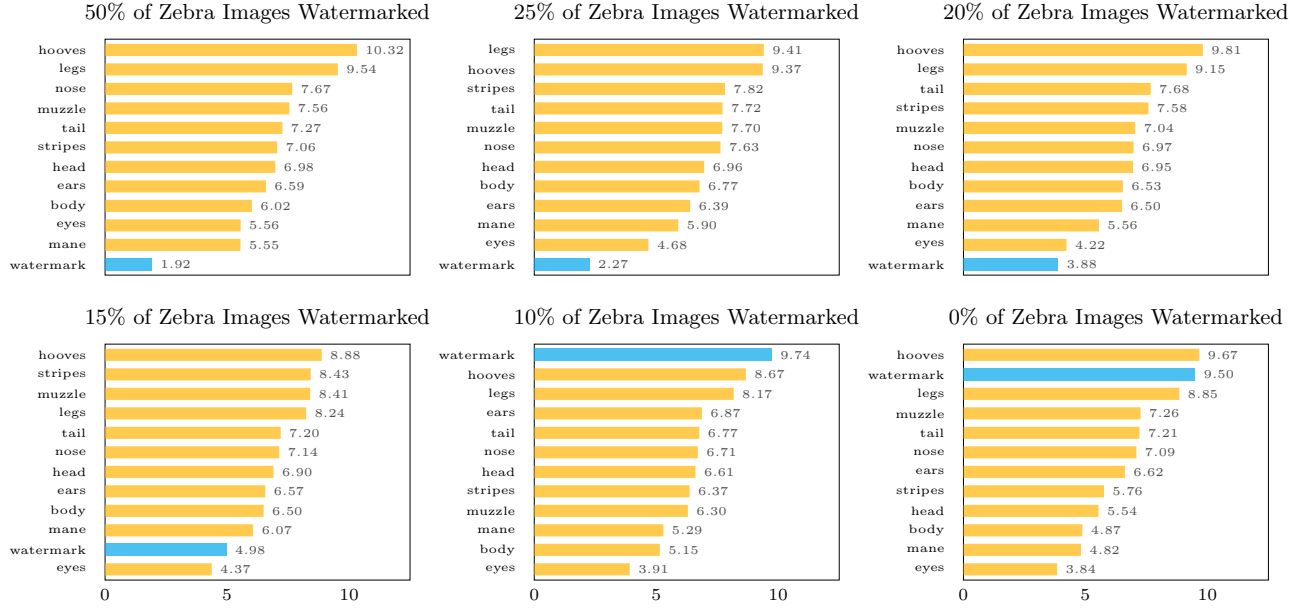 50% of Zebra Images Watermarked
hooves 10.32
legs 9.54
nose 7.67
muzzle 7.56
tail 7.27
stripes 7.06
head 6.98
ears 6.59
body 6.02
eyes 5.56
mane 5.55
watermark 1.92
25% of Zebra Images Watermarked
legs 9.41
hooves 9.37
stripes 7.82
tail 7.72
muzzle 7.70
nose 7.63
head 6.96
body 6.77
ears 6.39
mane 5.90
eyes 4.68
watermark 2.27
20% of Zebra Images Watermarked
hooves 9.81
legs 9.15
tail 7.68
stripes 7.58
muzzle 7.04
nose 6.97
head 6.95
body 6.53
ears 6.50
mane 5.56
eyes 4.22
watermark 3.88
15% of Zebra Images Watermarked
hooves 8.88
stripes 8.43
muzzle 8.41
legs 8.24
tail 7.20
nose 7.14
head 6.90
ears 6.57
body 6.50
mane 6.07
watermark 4.98
eyes 4.37
0 5 10
10% of Zebra Images Watermarked
watermark 9.74
hooves 8.67
legs 8.17
ears 6.87
tail 6.77
nose 6.71
head 6.61
stripes 6.37
muzzle 6.30
mane 5.29
body 5.15
eyes 3.91
0 5 10
0% of Zebra Images Watermarked
hooves 9.67
watermark 9.50
legs 8.85
muzzle 7.26
tail 7.21
nose 7.09
ears 6.62
stripes 5.76
head 5.54
body 4.87
mane 4.82
eyes 3.84
0 5 10